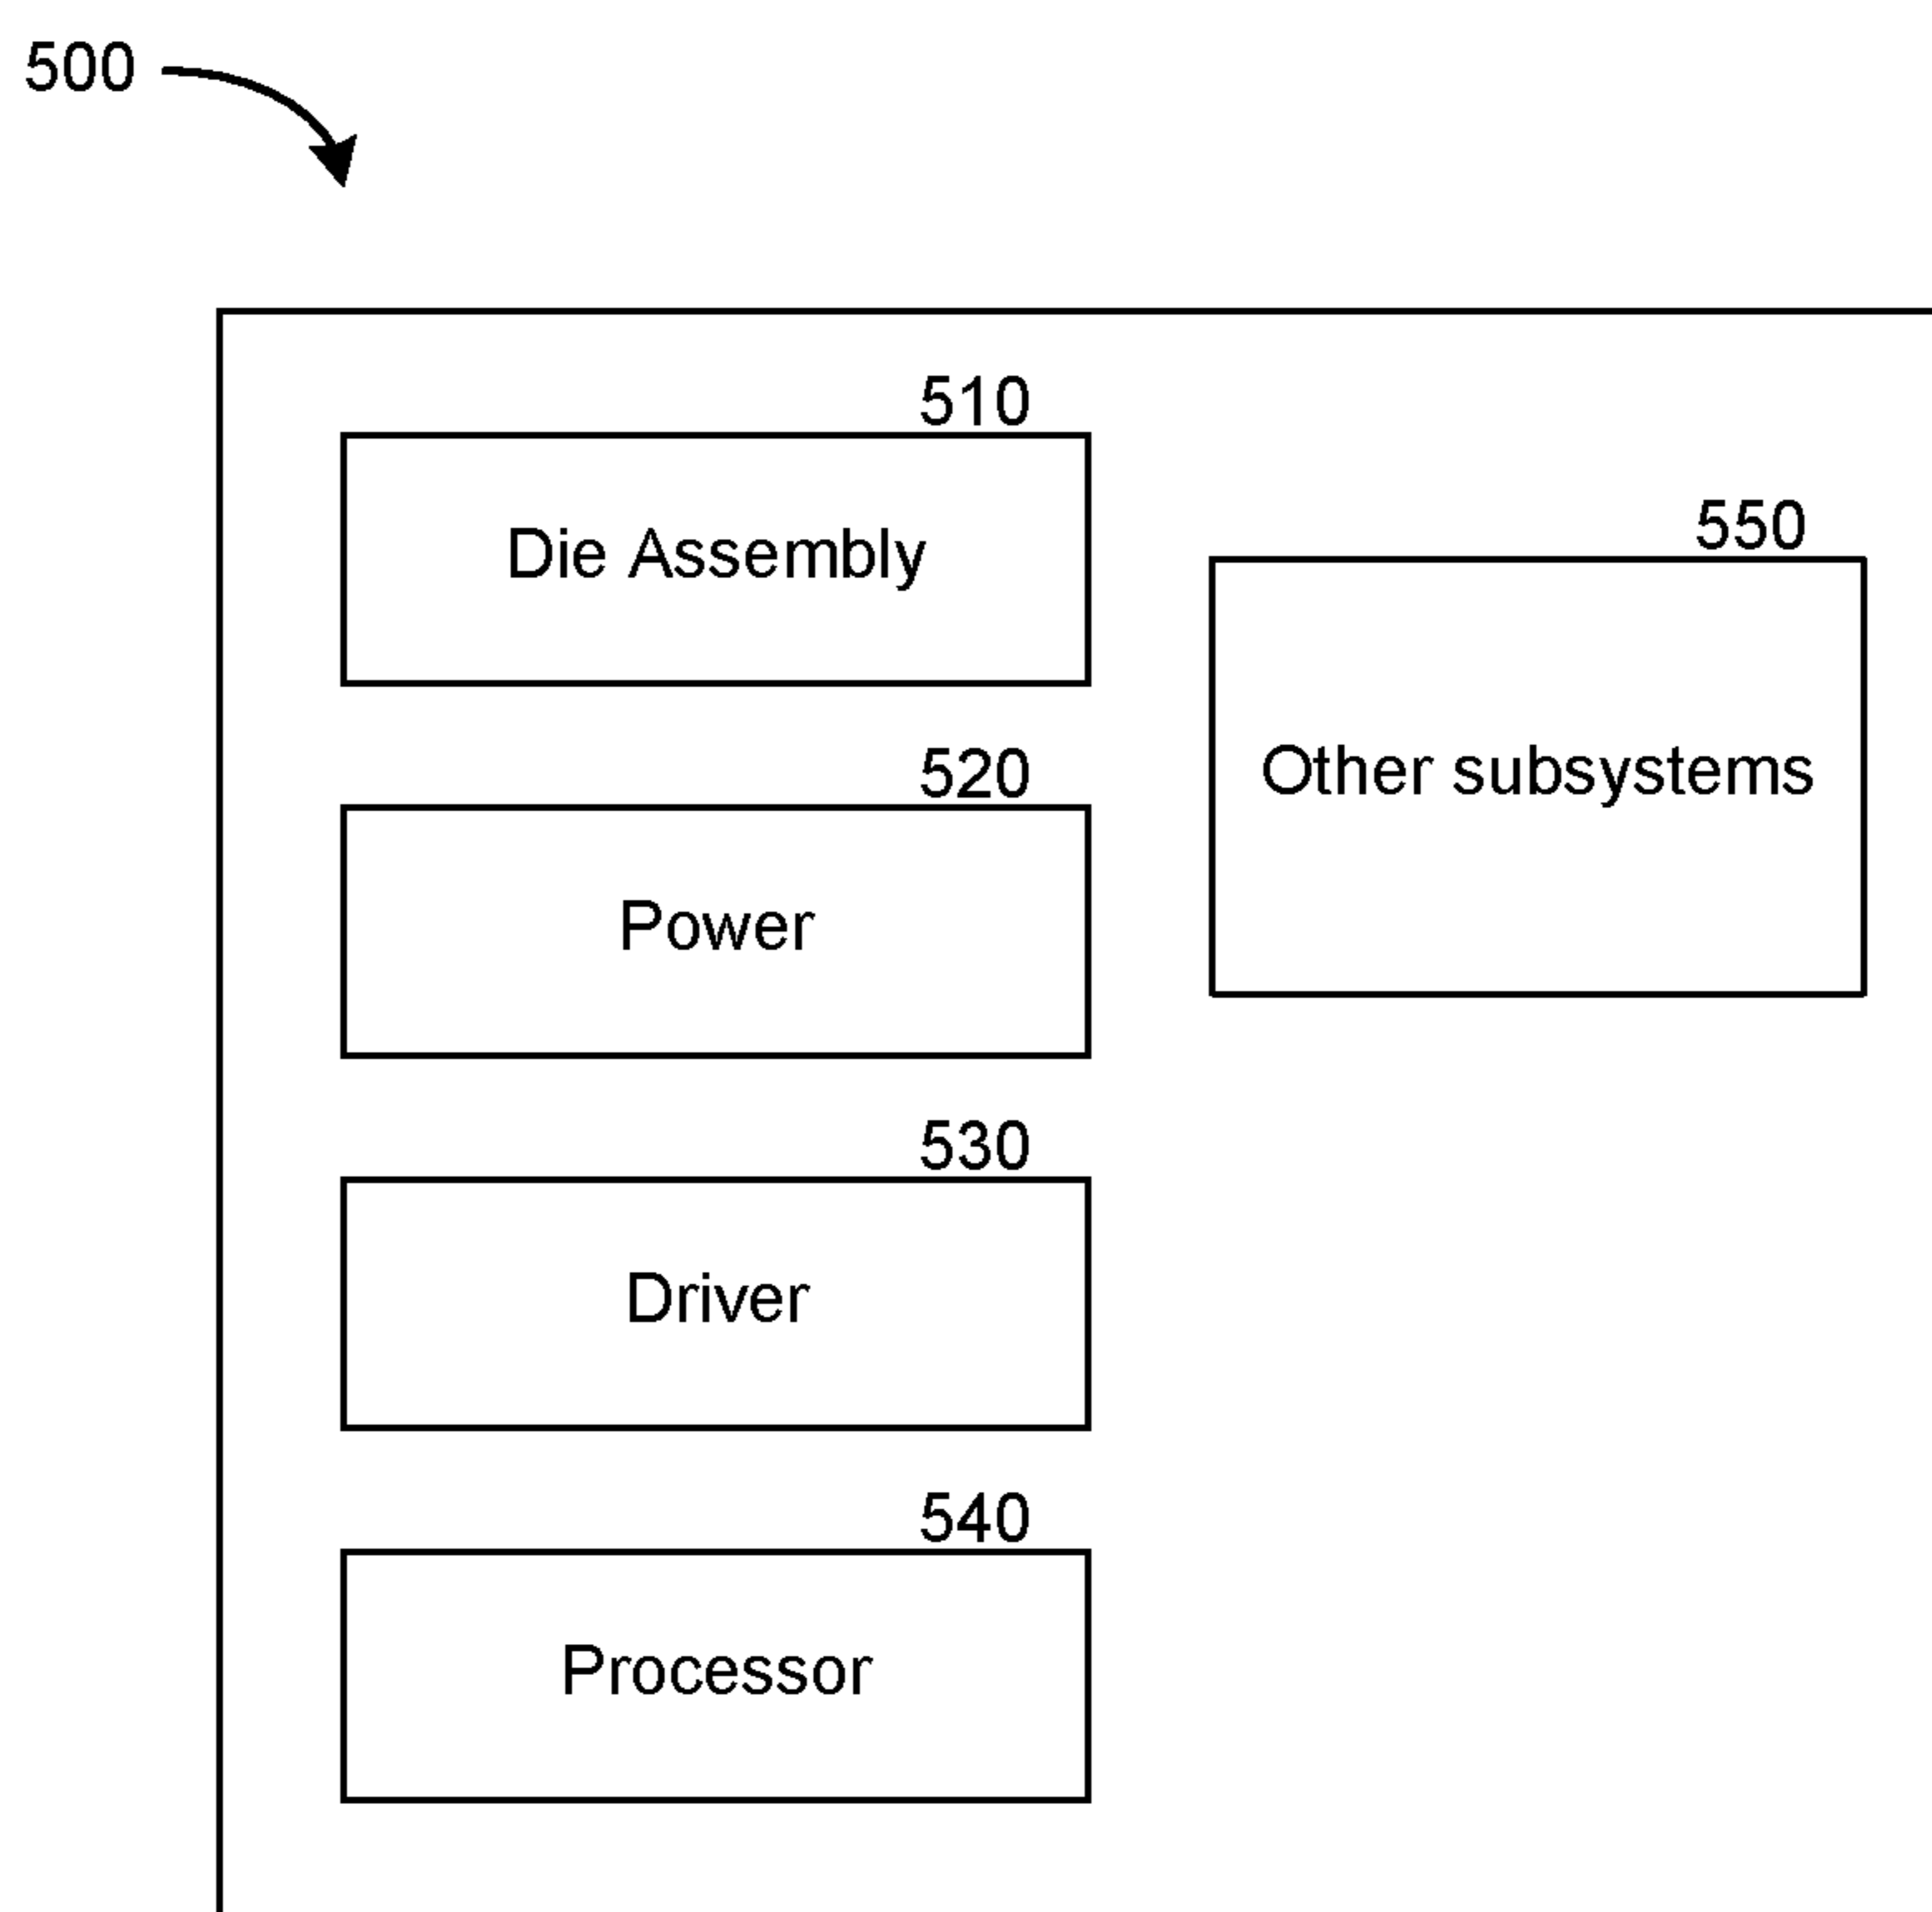 500
510
Die Assembly
550
Other subsystems
520
Power
530
Driver
540
Processor